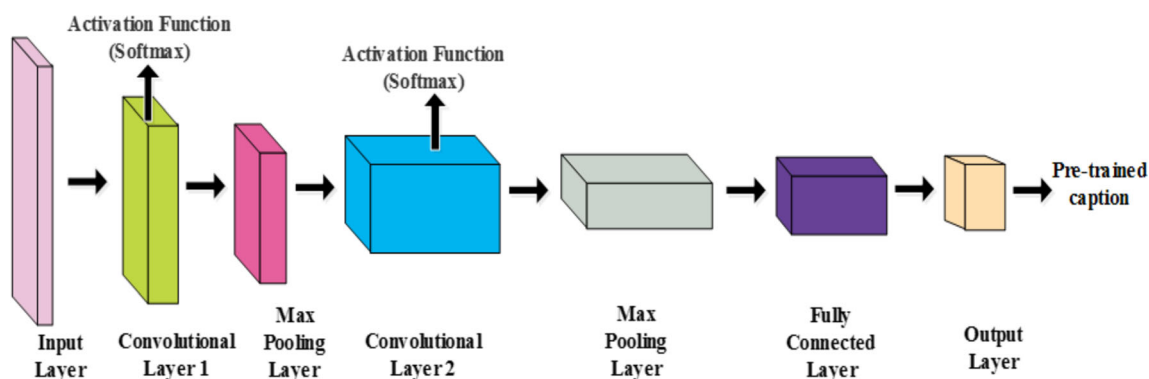 Activation Function
(Softmax)
Activation Function
(Softmax)
Pre-trained
caption
Input
Layer
Convolutional
Layer 1
Max
Pooling
Layer
Convolutional
Layer 2
Max
Pooling
Layer
Fully
Connected
Layer
Output
Layer